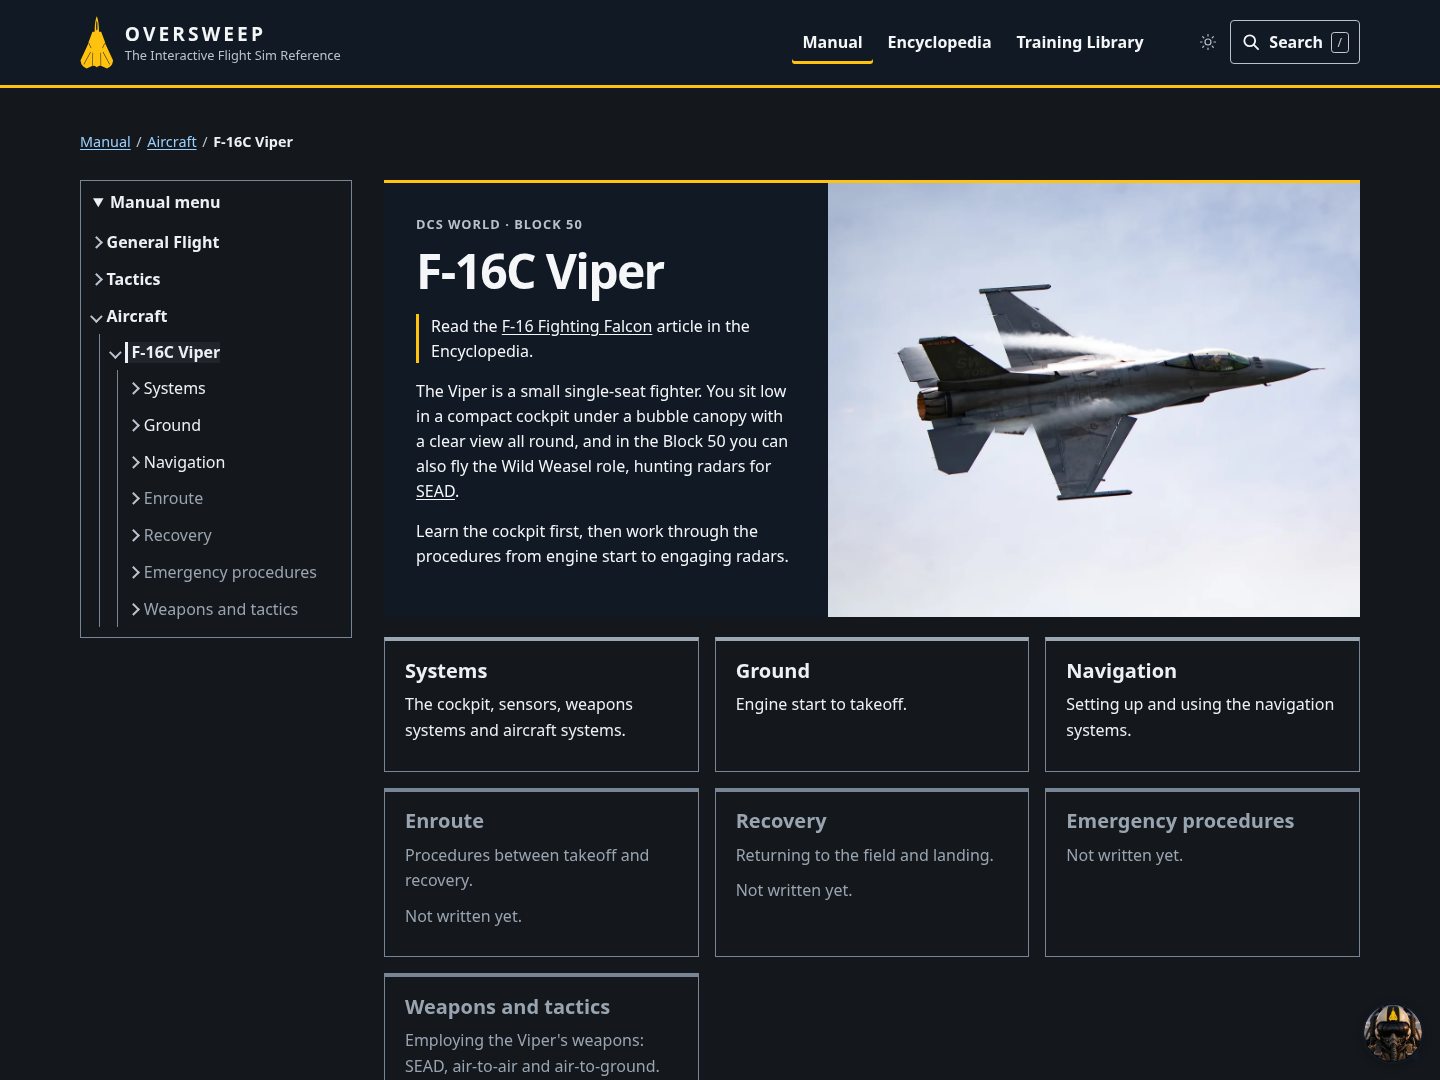 OVERSWEEP
The Interactive Flight Sim Reference
Manual
Encyclopedia
Training Library
Search /
Manual / Aircraft / F-16C Viper
Manual menu
General Flight
Tactics
Aircraft
F-16C Viper
Systems
Ground
Navigation
Enroute
Recovery
Emergency procedures
Weapons and tactics
DCS WORLD · BLOCK 50
F-16C Viper
Read the F-16 Fighting Falcon article in the
Encyclopedia.
The Viper is a small single-seat fighter. You sit low
in a compact cockpit under a bubble canopy with
a clear view all round, and in the Block 50 you can
also fly the Wild Weasel role, hunting radars for
SEAD.
Learn the cockpit first, then work through the
procedures from engine start to engaging radars.
Systems
The cockpit, sensors, weapons
systems and aircraft systems.
Ground
Engine start to takeoff.
Navigation
Setting up and using the navigation
systems.
Enroute
Procedures between takeoff and
recovery.
Not written yet.
Recovery
Returning to the field and landing.
Not written yet.
Emergency procedures
Not written yet.
Weapons and tactics
Employing the Viper's weapons:
SEAD, air-to-air and air-to-ground.